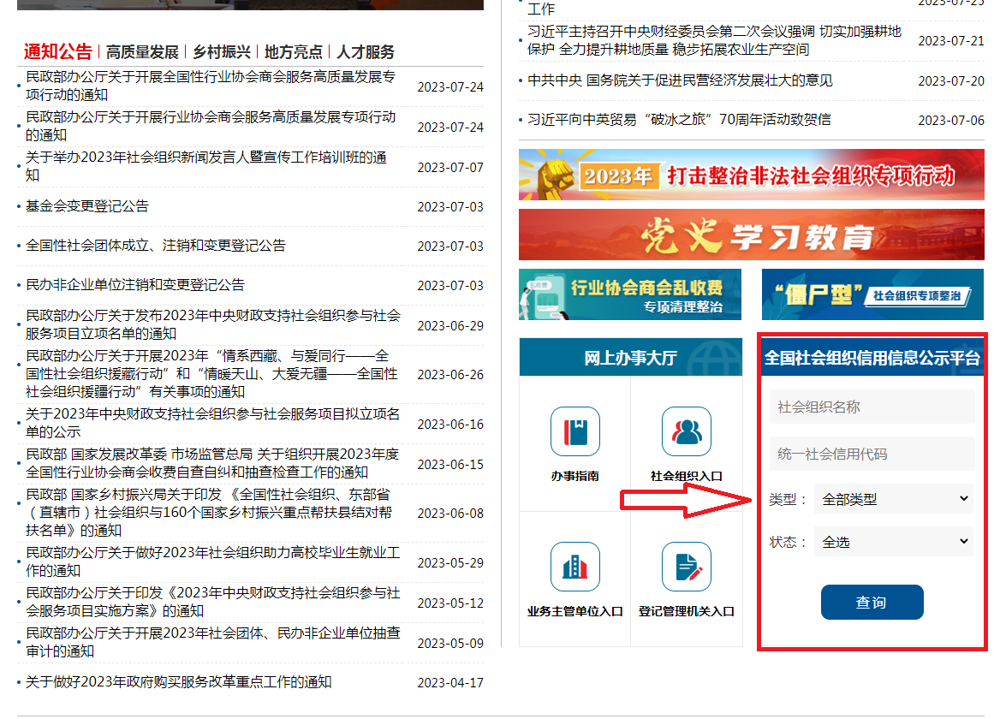 通知公告 | 高质量发展 | 乡村振兴 | 地方亮点 | 人才服务
民政部办公厅关于开展全国性行业协会商会服务高质量发展专
项行动的通知
2023-07-24
民政部办公厅关于开展行业协会商会服务高质量发展专项行动
的通知
2023-07-24
关于举办2023年社会组织新闻发言人暨宣传工作培训班的通
知
2023-07-07
基金会变更登记公告
2023-07-03
全国性社会团体成立、注销和变更登记公告
2023-07-03
民办非企业单位注销和变更登记公告
2023-07-03
民政部办公厅关于发布2023年中央财政支持社会组织参与社会
服务项目立项名单的通知
2023-06-29
民政部办公厅关于开展2023年“情系西藏、与爱同行——全
国性社会组织援藏行动”和“情暖天山、大爱无疆——全国性
社会组织援疆行动”有关事项的通知
2023-06-26
关于2023年中央财政支持社会组织参与社会服务项目拟立项名
单的公示
2023-06-16
民政部 国家发展改革委 市场监管总局 关于组织开展2023年度
全国性行业协会商会收费自查自纠和抽查检查工作的通知
2023-06-15
民政部 国家乡村振兴局关于印发 《全国性社会组织、东部省
（直辖市）社会组织与160个国家乡村振兴重点帮扶县结对帮
扶名单》的通知
2023-06-08
民政部办公厅关于做好2023年社会组织助力高校毕业生就业工
作的通知
2023-05-29
民政部办公厅关于印发《2023年中央财政支持社会组织参与社
会服务项目实施方案》的通知
2023-05-12
民政部办公厅关于开展2023年社会团体、民办非企业单位抽查
审计的通知
2023-05-09
关于做好2023年政府购买服务改革重点工作的通知
2023-04-17
工作
2023-07-25
习近平主持召开中央财经委员会第二次会议强调 切实加强耕地
保护 全力提升耕地质量 稳步拓展农业生产空间
2023-07-21
中共中央 国务院关于促进民营经济发展壮大的意见
2023-07-20
习近平向中英贸易“破冰之旅”70周年活动致贺信
2023-07-06
2023年 打击整治非法社会组织专项行动
党史学习教育
乱收费
行业协会商会乱收费
专项清理整治
“僵尸型” 社会组织专项整治
网上办事大厅
办事指南
社会组织入口
业务主管单位入口
登记管理机关入口
全国社会组织信用信息公示平台
社会组织名称
统一社会信用代码
类型： 全部类型
状态： 全选
查询